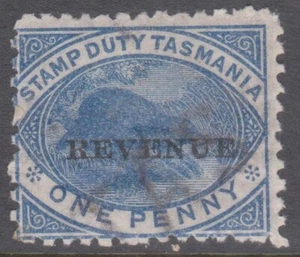 STAMP DUTY TASMANIA
REVENUE
ONE PENNY